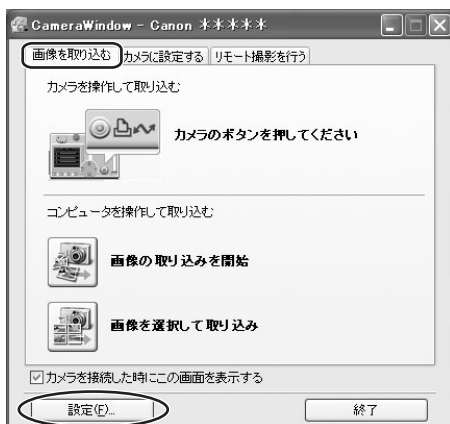 CameraWindow - Canon ＊＊＊＊＊
画像を取り込む カメラに設定する リモート撮影を行う
カメラを操作して取り込む
カメラのボタンを押してください
コンピュータを操作して取り込む
画像の取り込みを開始
画像を選択して取り込み
カメラを接続した時にこの画面を表示する
設定(F)... 終了